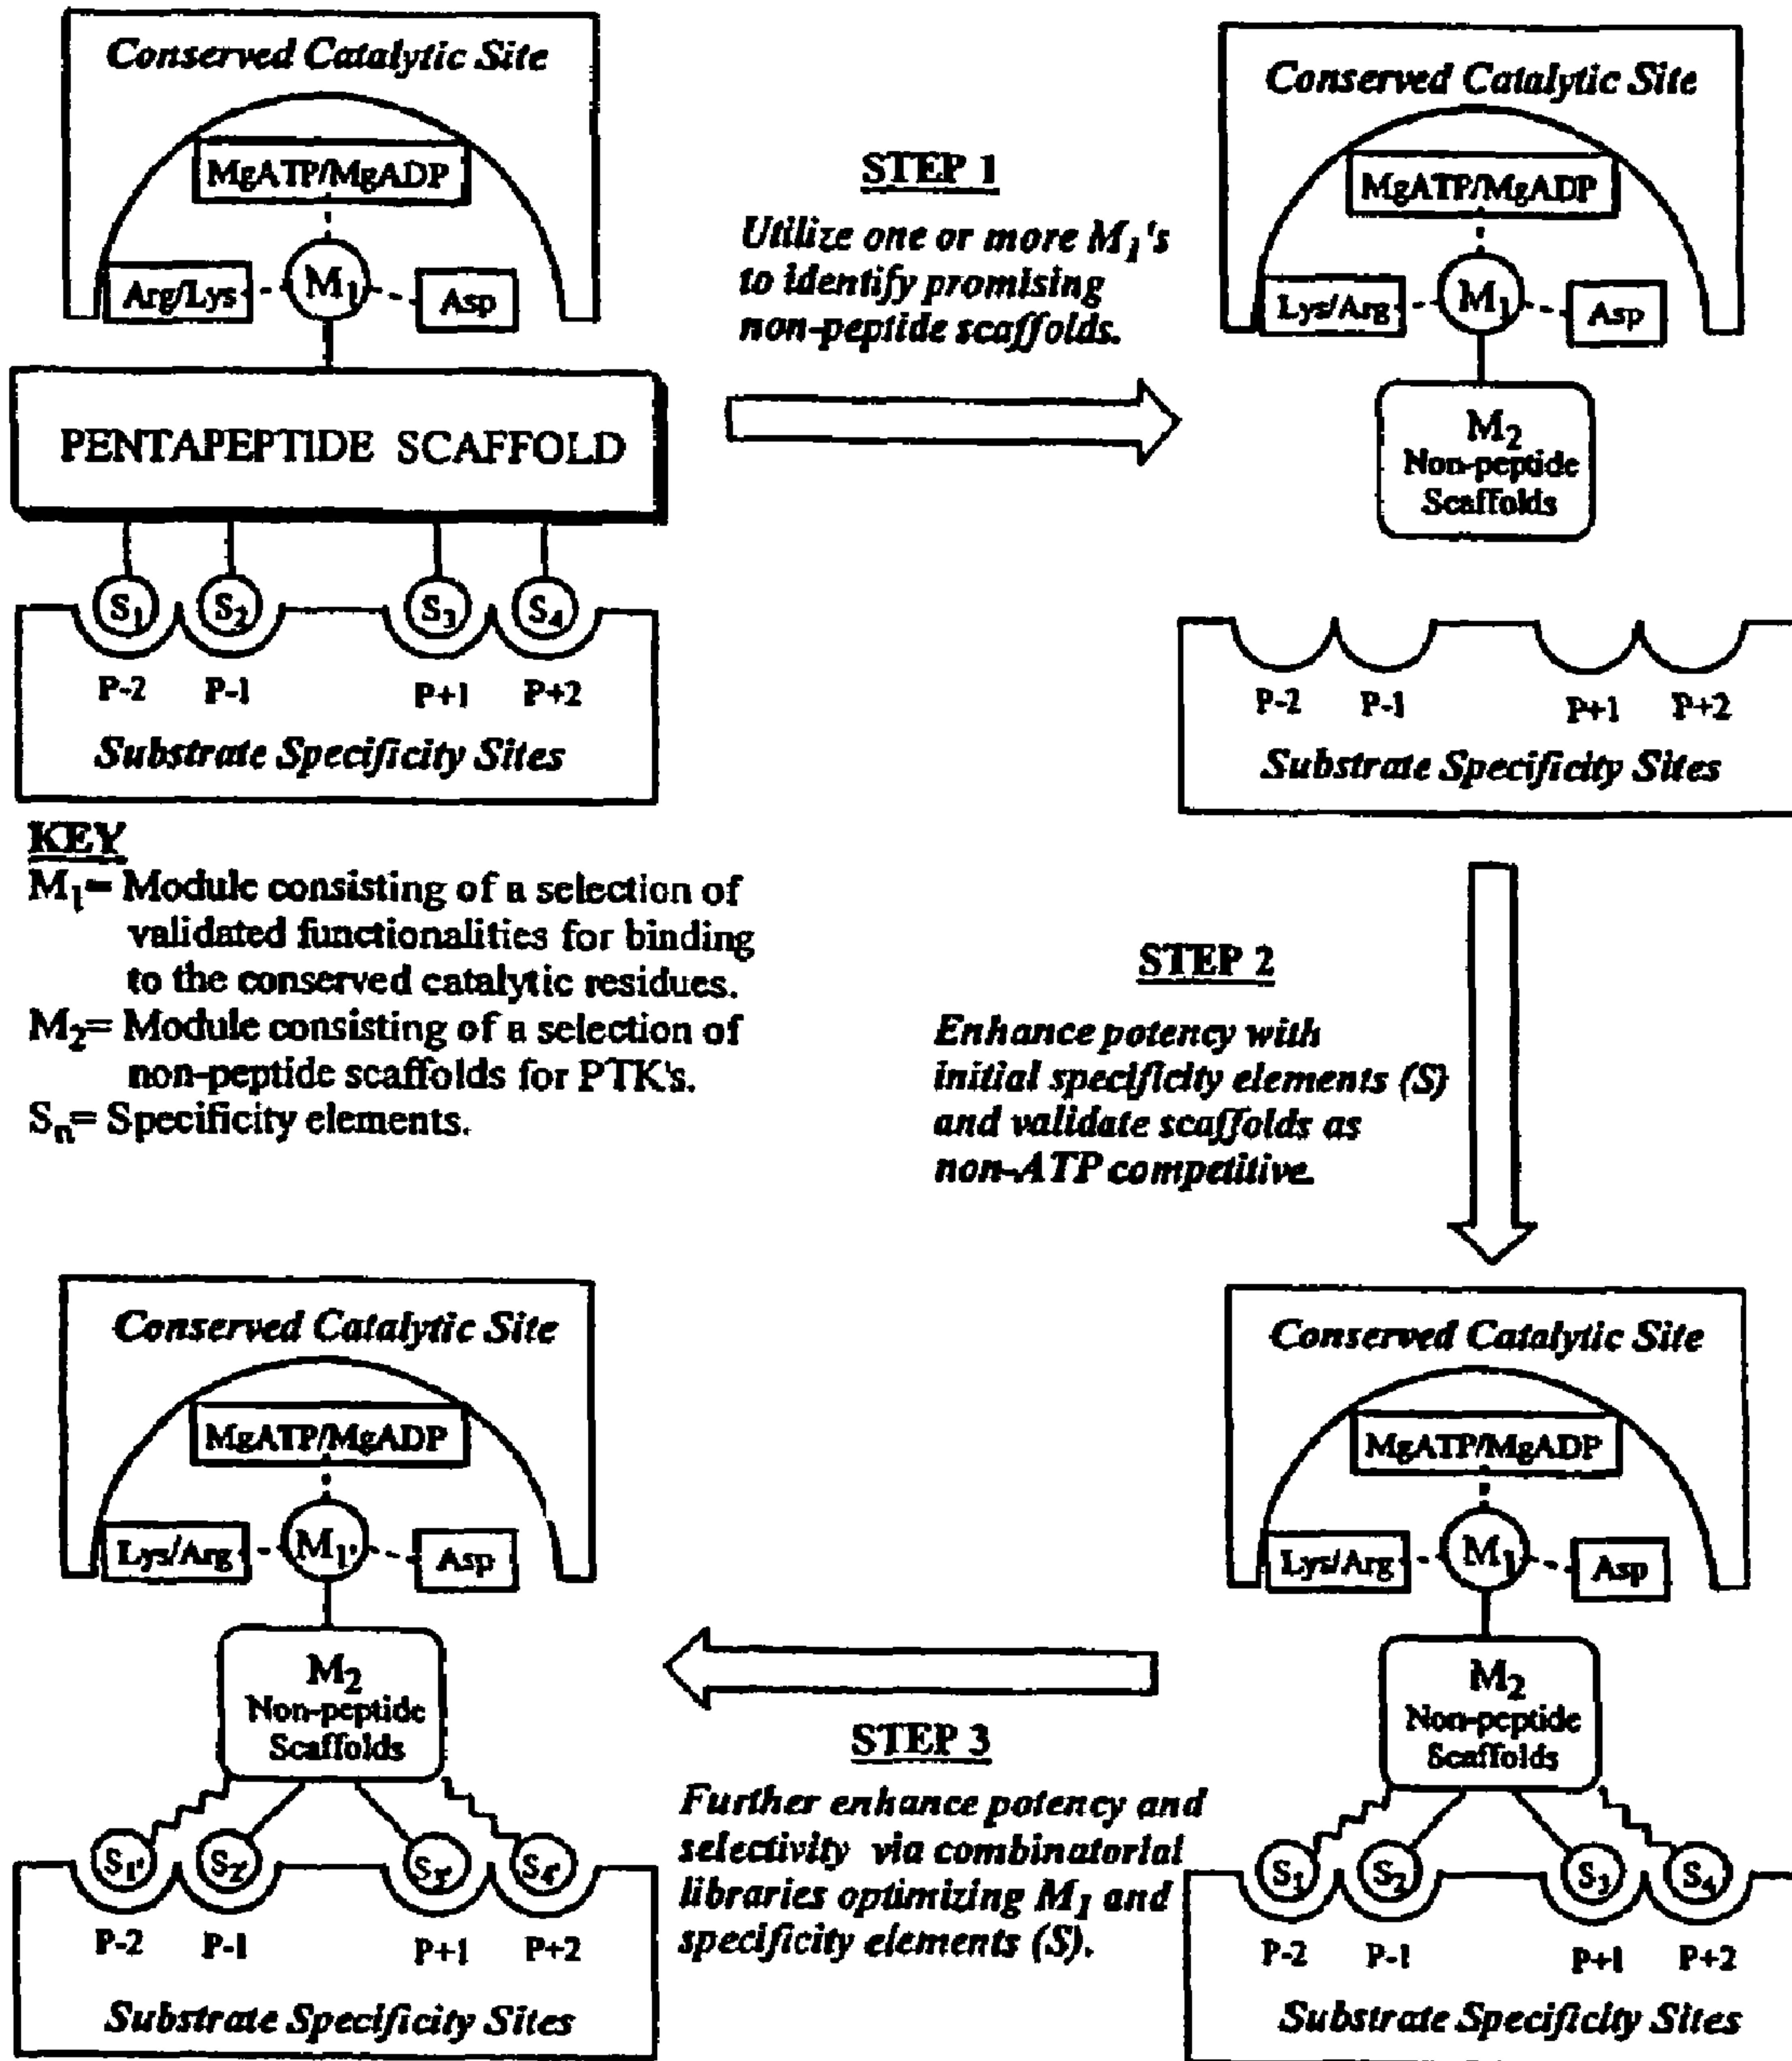 Conserved Catalytic Site
MgATP/MgADP
Arg/Lys
M1
Asp
PENTAPEPTIDE SCAFFOLD
S1
S2
S3
S4
P-2
P-1
P+1
P+2
Substrate Specificity Sites
STEP 1
Utilize one or more M1's
to identify promising
non-peptide scaffolds.
Conserved Catalytic Site
MgATP/MgADP
Lys/Arg
M1
Asp
M2
Non-peptide
Scaffolds
P-2
P-1
P+1
P+2
Substrate Specificity Sites
KEY
M1= Module consisting of a selection of
validated functionalities for binding
to the conserved catalytic residues.
M2= Module consisting of a selection of
non-peptide scaffolds for PTK's.
Sn= Specificity elements.
STEP 2
Enhance potency with
initial specificity elements (S)
and validate scaffolds as
non-ATP competitive.
Conserved Catalytic Site
MgATP/MgADP
Lys/Arg
M1
Asp
M2
Non-peptide
Scaffolds
S1
S2
S3
S4
P-2
P-1
P+1
P+2
Substrate Specificity Sites
STEP 3
Further enhance potency and
selectivity via combinatorial
libraries optimizing M1 and
specificity elements (S).
Conserved Catalytic Site
MgATP/MgADP
Lys/Arg
M1'
Asp
M2
Non-peptide
Scaffolds
S1'
S2'
S3'
S4'
P-2
P-1
P+1
P+2
Substrate Specificity Sites